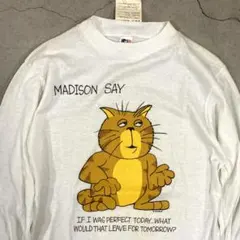 MADISON SAY
IF I WAS PERFECT TODAY, WHAT
WOULD THAT LEAVE FOR TOMORROW?